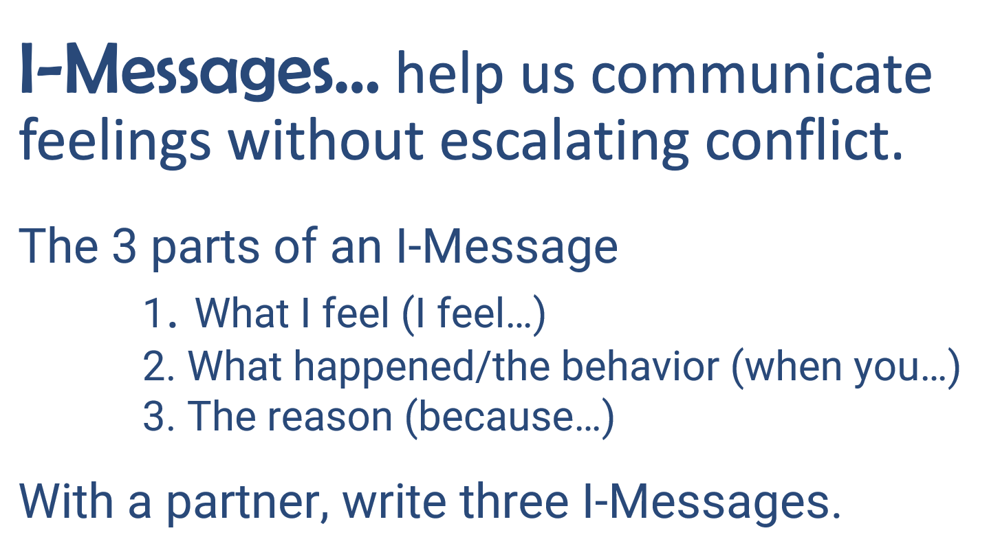 I-Messages... help us communicate
feelings without escalating conflict.
The 3 parts of an I-Message
1. What I feel (I feel…)
2. What happened/the behavior (when you…)
3. The reason (because…)
With a partner, write three I-Messages.